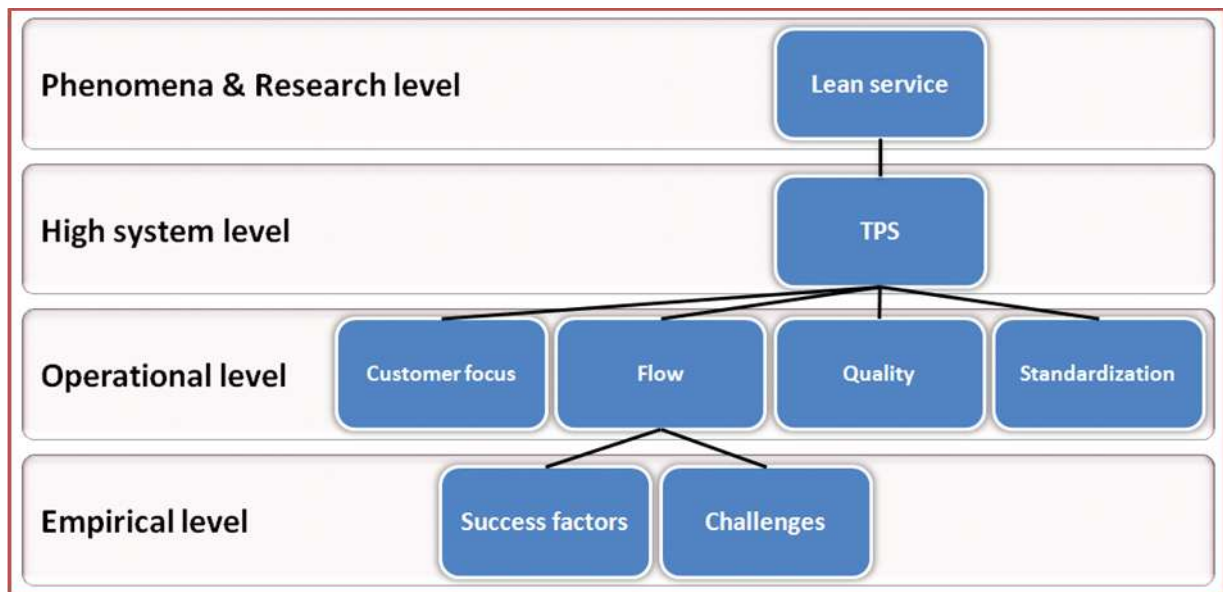 Phenomena & Research level
Lean service
High system level
TPS
Operational level
Customer focus
Flow
Quality
Standardization
Empirical level
Success factors
Challenges